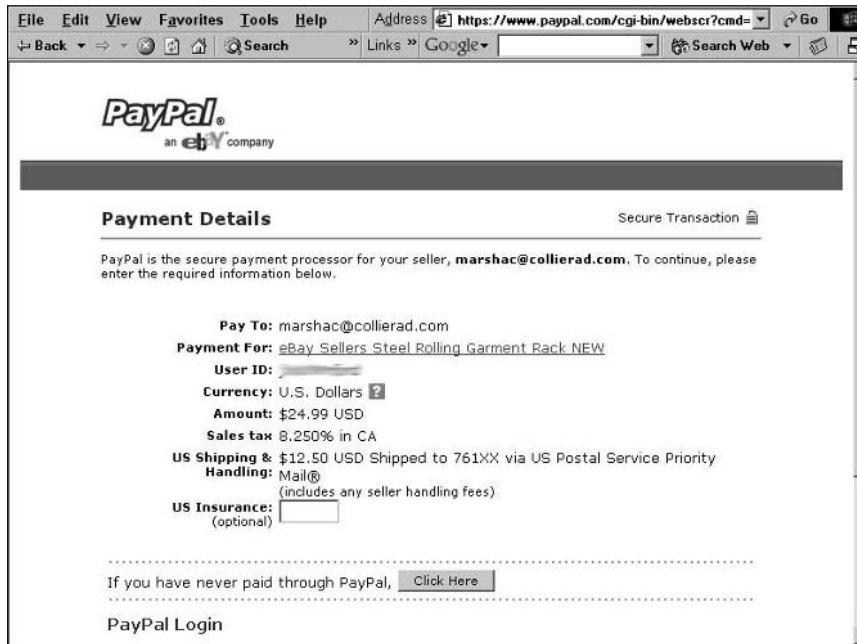 File Edit View Favorites Tools Help Address https://www.paypal.com/cgi-bin/webscr?cmd= Go
Back Search » Links » Google Search Web
PayPal®
an ebay company
Payment Details
Secure Transaction
PayPal is the secure payment processor for your seller, marshac@collierad.com. To continue, please
enter the required information below.
Pay To: marshac@collierad.com
Payment For: eBay Sellers Steel Rolling Garment Rack NEW
User ID:
Currency: U.S. Dollars ?
Amount: $24.99 USD
Sales tax 8.250% in CA
US Shipping & $12.50 USD Shipped to 761XX via US Postal Service Priority
Handling: Mail®
(includes any seller handling fees)
US Insurance:
(optional)
If you have never paid through PayPal, Click Here
PayPal Login